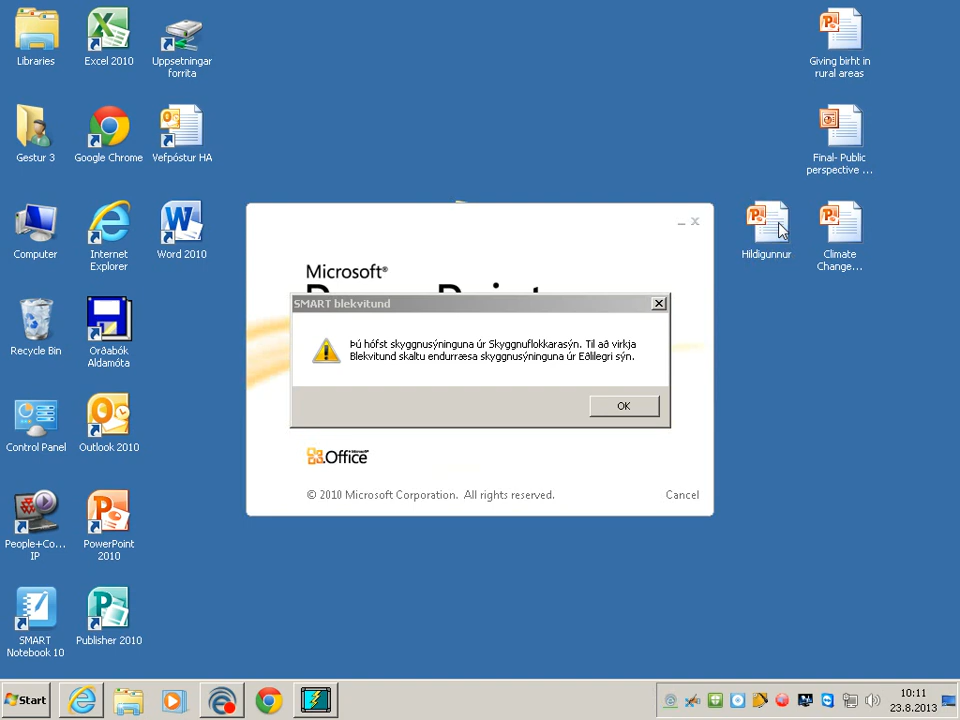 Libraries
Excel 2010
Uppsetningar
forrita
Giving birht in
rural areas
Gestur 3
Google Chrome
Vefpóstur HA
Final- Public
perspective ...
Computer
Internet
Explorer
Word 2010
Hildigunnur
Climate
Change...
Microsoft®
SMART blekvitund
Þú hófst skyggnusýninguna úr Skyggnuflokkarasýn. Til að virkja
Blekvitund skaltu endurræsa skyggnusýninguna úr Eðlilegri sýn.
OK
Recycle Bin
Orðabók
Aldamóta
Control Panel
Outlook 2010
Office
© 2010 Microsoft Corporation. All rights reserved.
Cancel
People+Co...
IP
PowerPoint
2010
SMART
Notebook 10
Publisher 2010
Start
10:11
23.8.2013